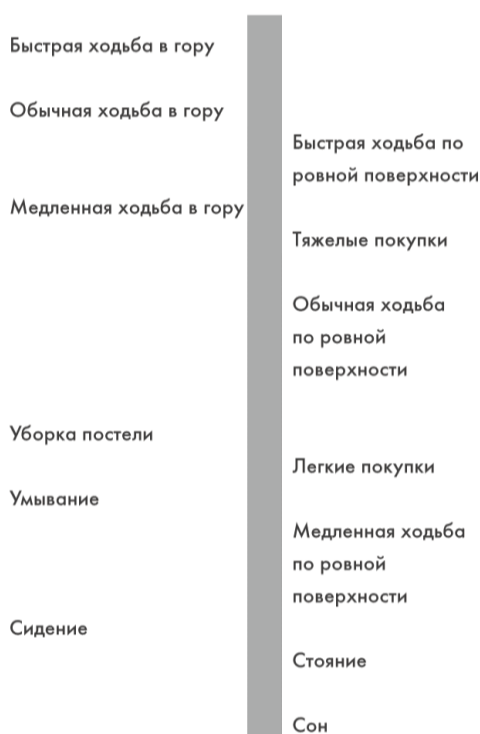 Быстрая ходьба в гору
Обычная ходьба в гору
Быстрая ходьба по
ровной поверхности
Медленная ходьба в гору
Тяжелые покупки
Обычная ходьба
по ровной
поверхности
Уборка постели
Легкие покупки
Умывание
Медленная ходьба
по ровной
поверхности
Сидение
Стояние
Сон